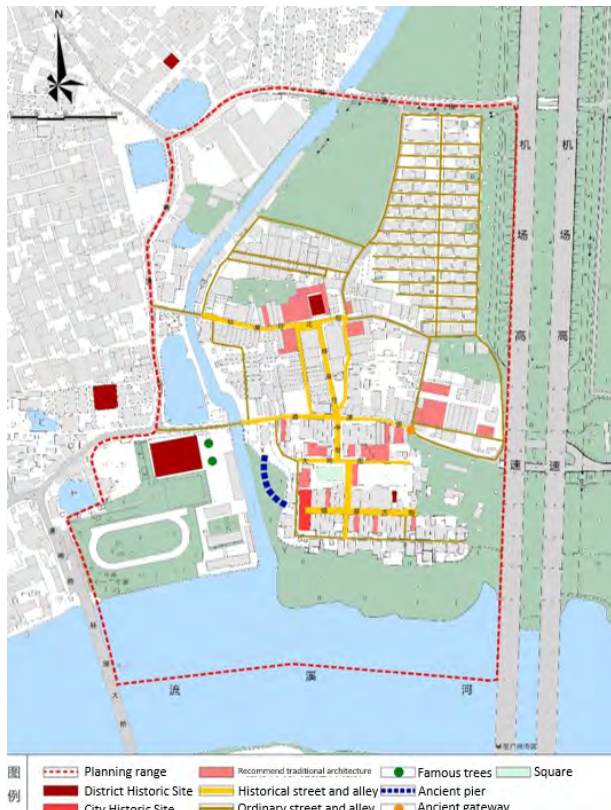 N
机
机
场
场
高
高
速
速
流
溪
河
图
例
Planning range
Recommend traditional architecture
Famous trees
Square
District Historic Site
Historical street and alley
Ancient pier
City Historic Site
Ordinary street and alley
Ancient gateway